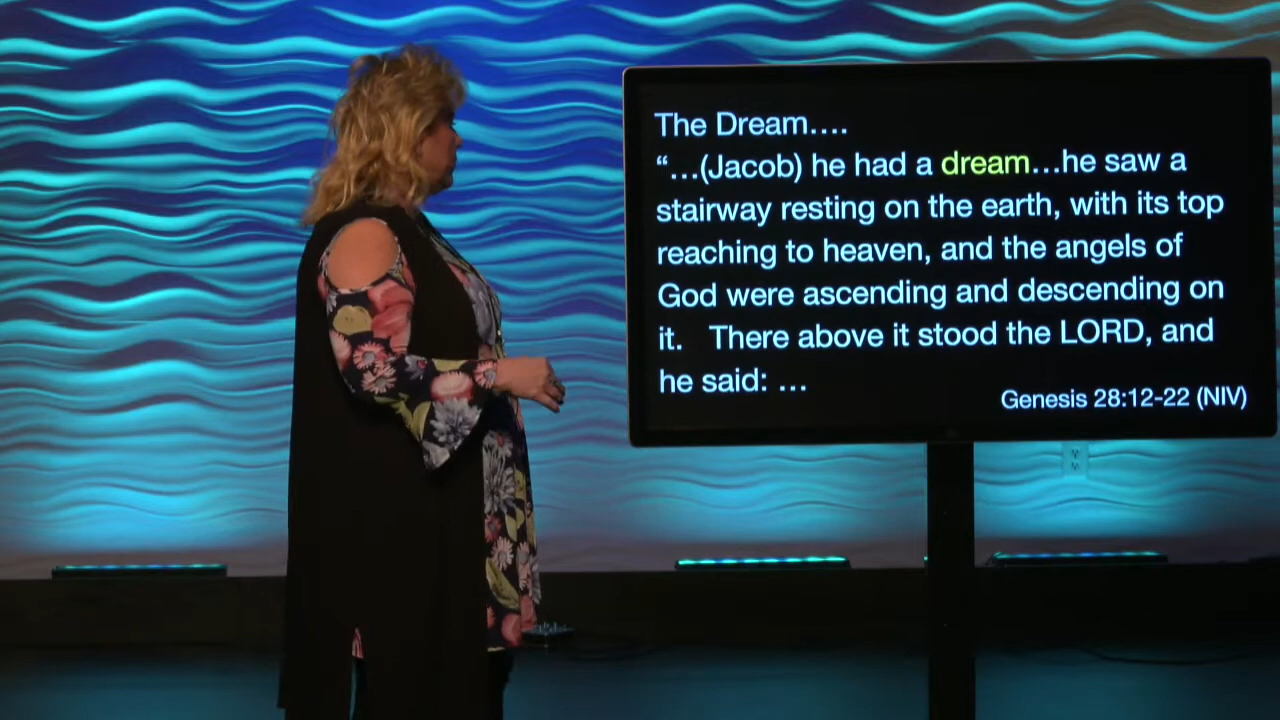 The Dream....
“...(Jacob) he had a dream...he saw a
stairway resting on the earth, with its top
reaching to heaven, and the angels of
God were ascending and descending on
it.   There above it stood the LORD, and
he said: ...
Genesis 28:12-22 (NIV)